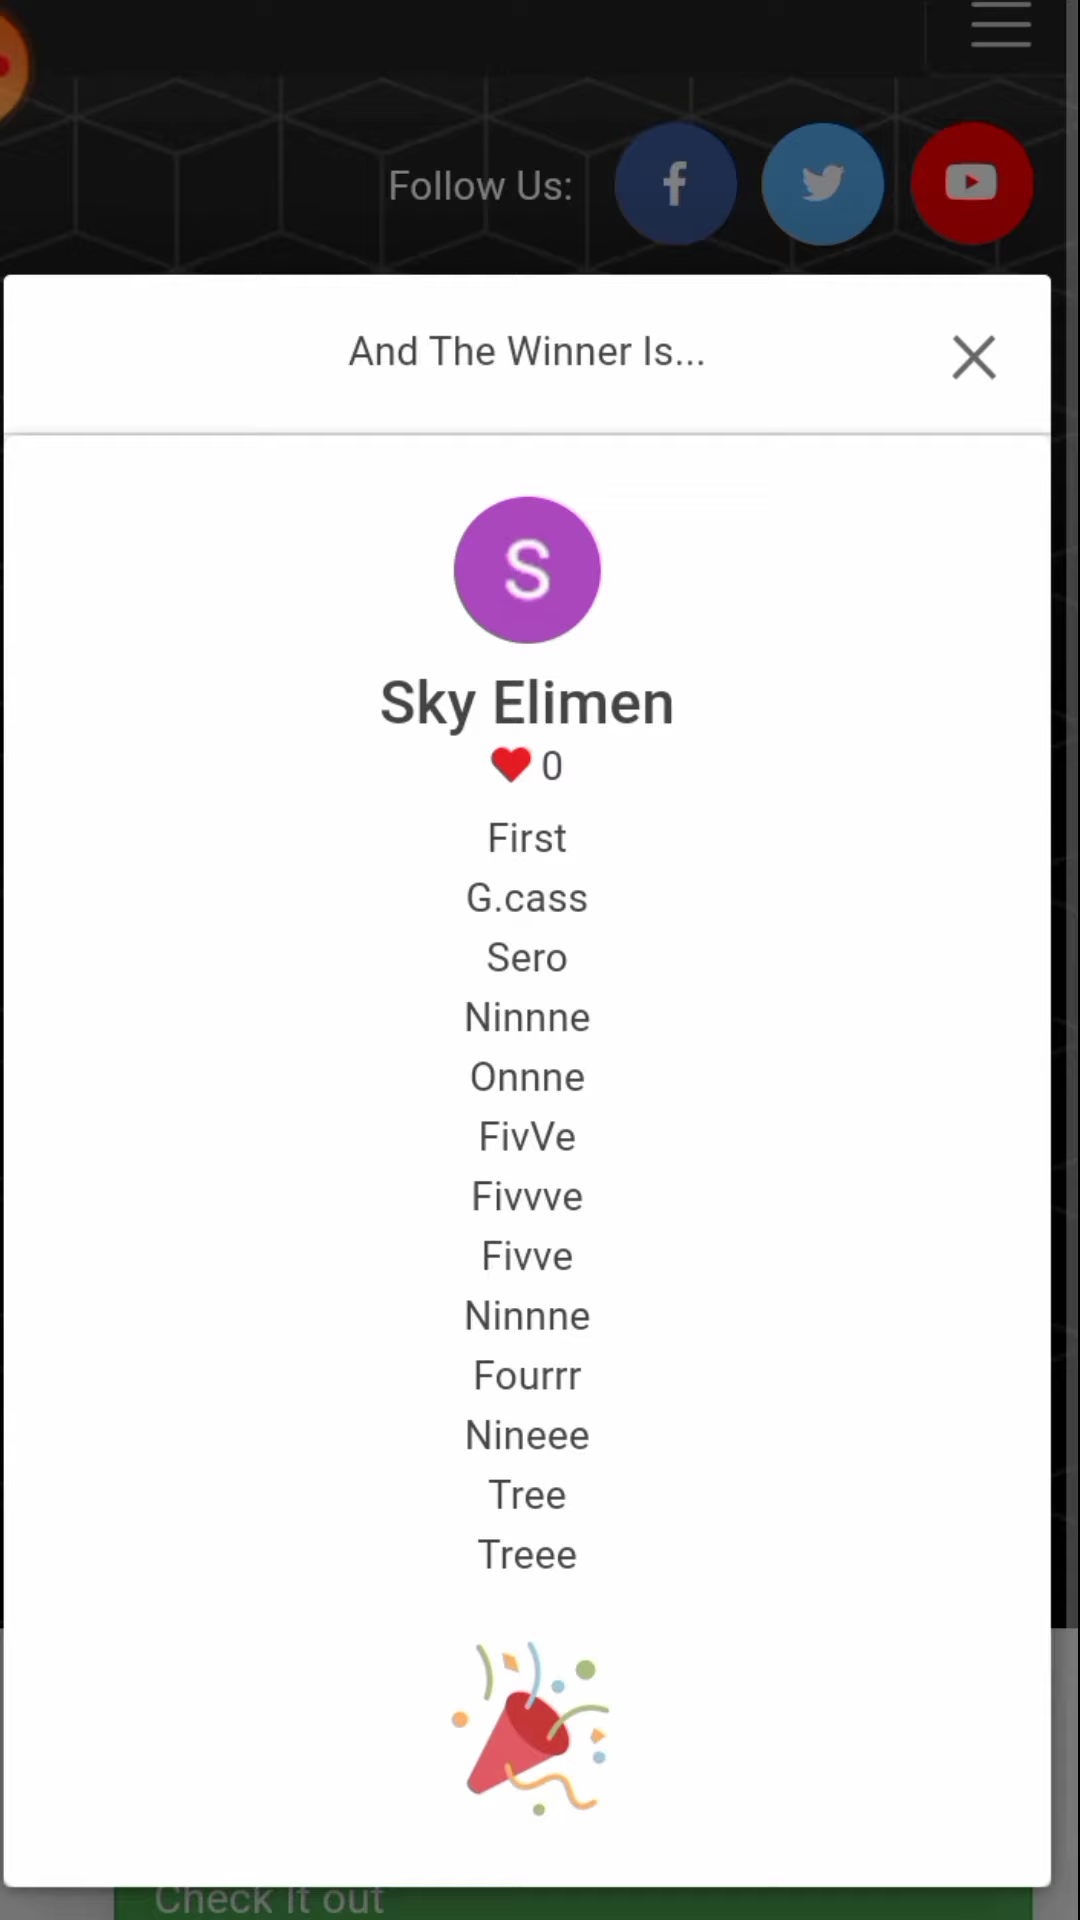 Follow Us:
And The Winner Is...
S
Sky Elimen
0
First
G.cass
Sero
Ninnne
Onnne
FivVe
Fivvve
Fivve
Ninnne
Fourrr
Nineee
Tree
Treee
Check It out